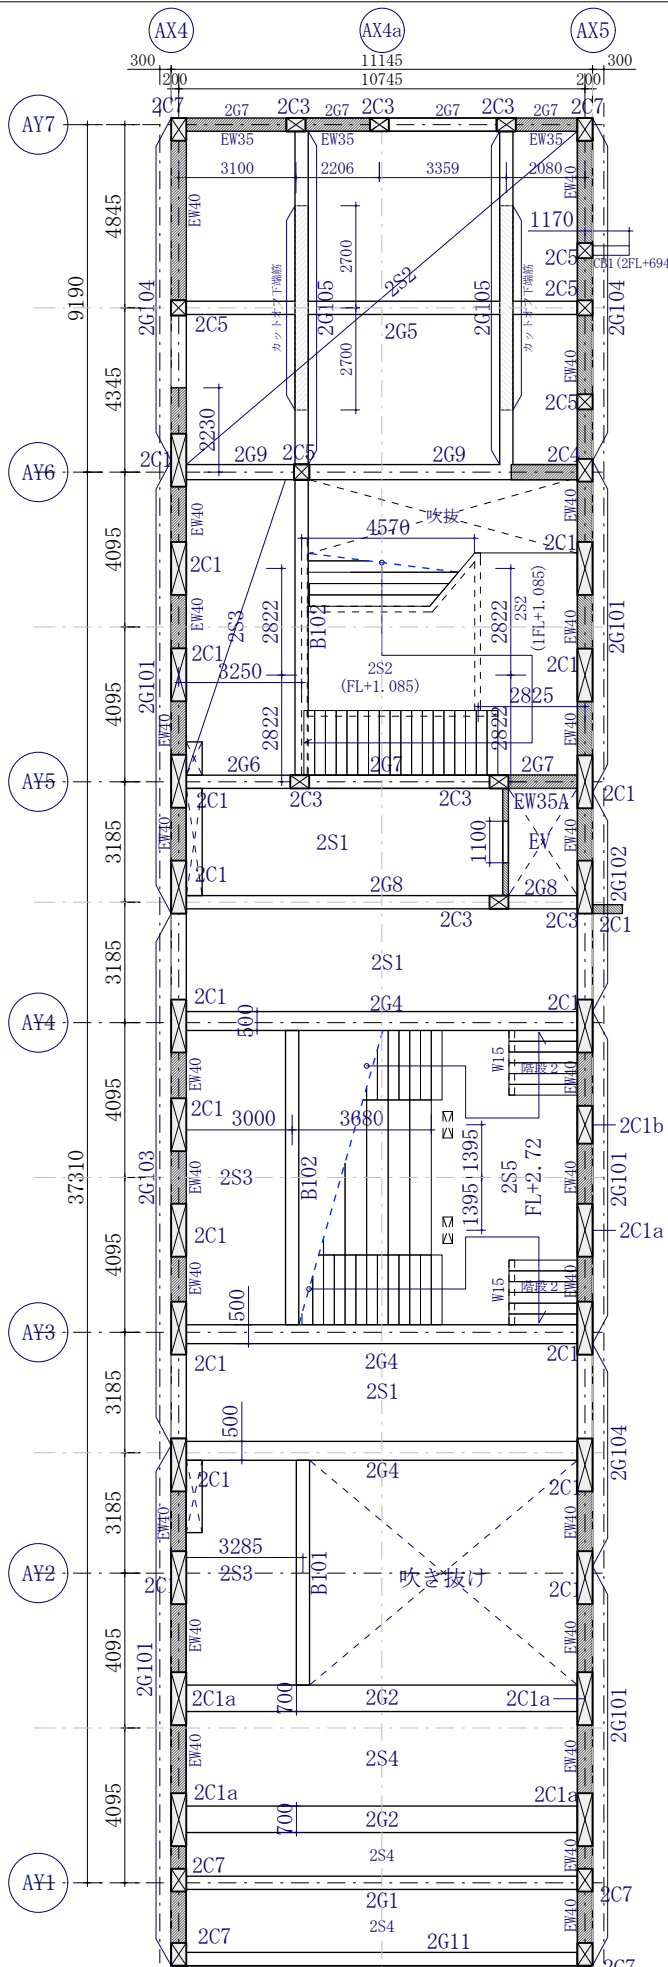 AX4
AX4a
AX5
300
11145
300
200
10745
200
2C7
2G7
2C3
2G7
2C3
2G7
2C3
2G7
2C7
AY7
EW35
EW35
EW35
3100
2206
3359
2080
EW40
EW40
4845
1170
2C5
CB1(2FL+694
2700
2S2
カットオフ下端筋
カットオフ下端筋
9190
2G104
2G105
2G105
2G104
2C5
2C5
2G5
2700
4345
EW40
2C5
2230
2C1
2G9
2C5
2G9
2C4
AY6
EW40
EW40
吹抜
4570
4095
2C1
2C1
2S3
2822
B102
2822
2S2
(1FL+1.085)
EW40
EW40
2G101
2G101
2C1
2C1
3250
2S2
(FL+1.085)
2825
4095
2822
2822
EW40
EW40
2G6
2G7
2G7
AY5
2C1
2C3
2C3
EW35A
2C1
3185
EW40
2S1
1100
EV
EW40
2G102
2C1
2G8
2G8
2C3
2C3
2C1
3185
2S1
2C1
2G4
2C1
AY4
500
EW40
W15
階段2
EW40
4095
2C1
3000
3680
1395
2C1b
37310
2G103
2S3
B102
2S5
FL+2.72
2G101
EW40
1395
2C1
2C1a
4095
EW40
W15
階段2
EW40
500
AY3
2C1
2G4
2C1
2S1
3185
500
2G104
2C1
2G4
2C1
3185
EW40
EW40
3285
AY2
2S3
B101
吹き抜け
2C1
EW40
EW40
4095
2G101
2G101
2C1a
700
2G2
2C1a
EW40
2S4
EW40
4095
2C1a
2C1a
700
2G2
2S4
EW40
2C7
AY1
2C7
2G1
2S4
EW40
2C7
2G11
2C7